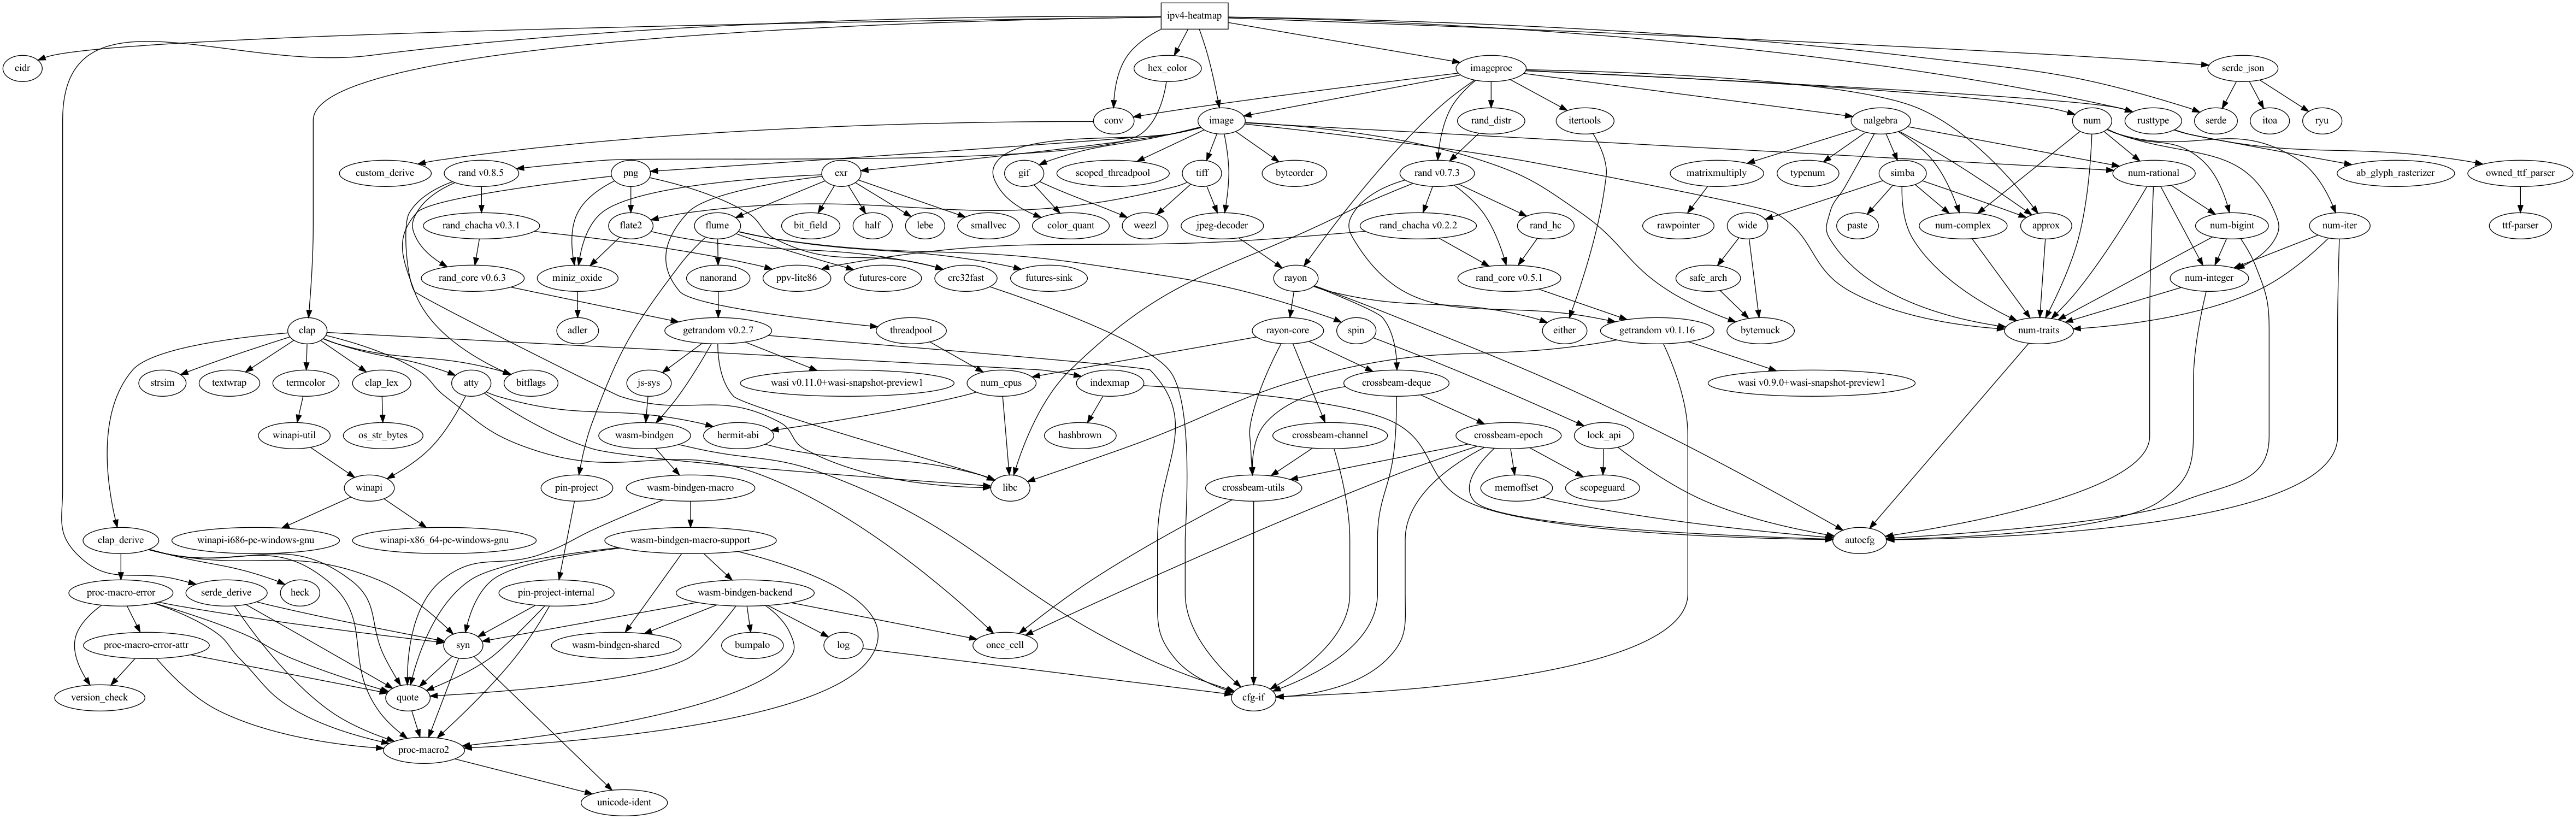 ipv4-heatmap
cidr
hex_color
imageproc
serde_json
conv
image
rand_distr
itertools
nalgebra
num
rusttype
serde
itoa
ryu
custom_derive
rand v0.8.5
png
exr
gif
scoped_threadpool
tiff
byteorder
rand v0.7.3
matrixmultiply
typenum
simba
num-rational
ab_glyph_rasterizer
owned_ttf_parser
rand_chacha v0.3.1
flate2
flume
bit_field
half
lebe
smallvec
color_quant
weezl
jpeg-decoder
rand_chacha v0.2.2
rand_hc
rawpointer
wide
paste
num-complex
approx
num-bigint
num-iter
ttf-parser
rand_core v0.6.3
miniz_oxide
nanorand
ppv-lite86
futures-core
crc32fast
futures-sink
rayon
rand_core v0.5.1
safe_arch
num-integer
clap
adler
getrandom v0.2.7
threadpool
rayon-core
spin
either
getrandom v0.1.16
bytemuck
num-traits
strsim
textwrap
termcolor
clap_lex
atty
bitflags
js-sys
wasi v0.11.0+wasi-snapshot-preview1
num_cpus
indexmap
crossbeam-deque
wasi v0.9.0+wasi-snapshot-preview1
winapi-util
os_str_bytes
wasm-bindgen
hermit-abi
hashbrown
crossbeam-channel
crossbeam-epoch
lock_api
winapi
pin-project
wasm-bindgen-macro
libc
crossbeam-utils
memoffset
scopeguard
clap_derive
winapi-i686-pc-windows-gnu
winapi-x86_64-pc-windows-gnu
wasm-bindgen-macro-support
autocfg
proc-macro-error
serde_derive
heck
pin-project-internal
wasm-bindgen-backend
proc-macro-error-attr
syn
wasm-bindgen-shared
bumpalo
log
once_cell
version_check
quote
cfg-if
proc-macro2
unicode-ident